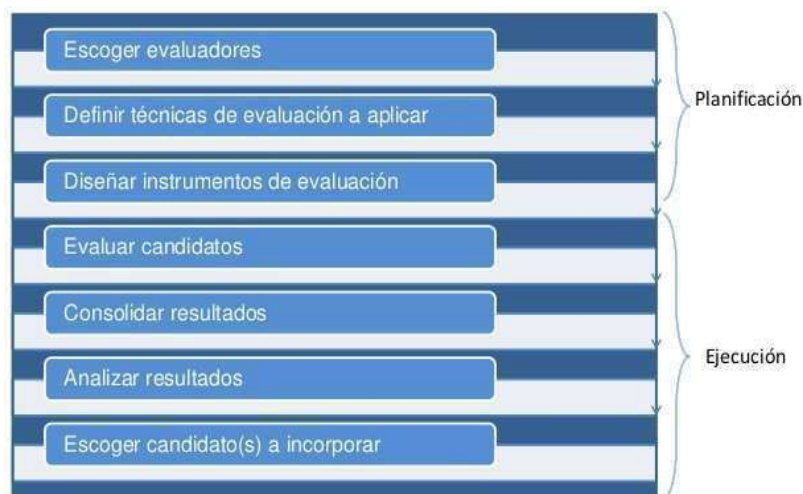 Escoger evaluadores
Definir técnicas de evaluación a aplicar
Diseñar instrumentos de evaluación
Planificación
Evaluar candidatos
Consolidar resultados
Analizar resultados
Escoger candidato(s) a incorporar
Ejecución